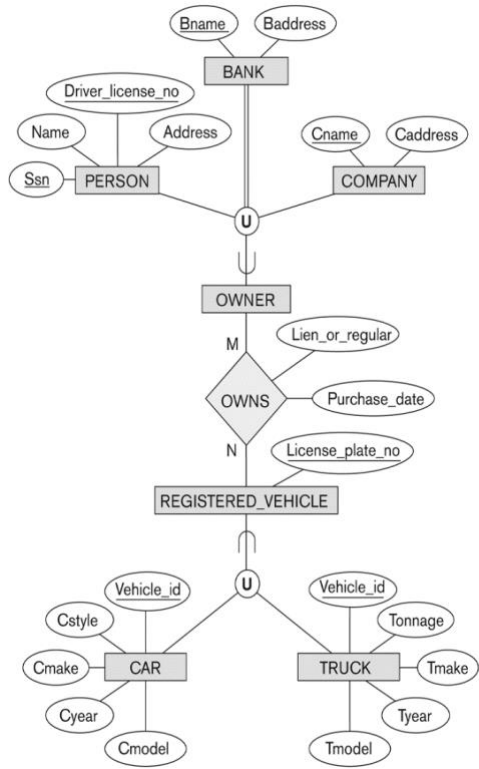 Bname
Baddress
BANK
Driver_license_no
Name
Address
Cname
Caddress
Ssn
PERSON
COMPANY
U
OWNER
M
Lien_or_regular
OWNS
Purchase_date
N
License_plate_no
REGISTERED_VEHICLE
U
Vehicle_id
Vehicle_id
Cstyle
Tonnage
Cmake
CAR
TRUCK
Tmake
Cyear
Tyear
Cmodel
Tmodel